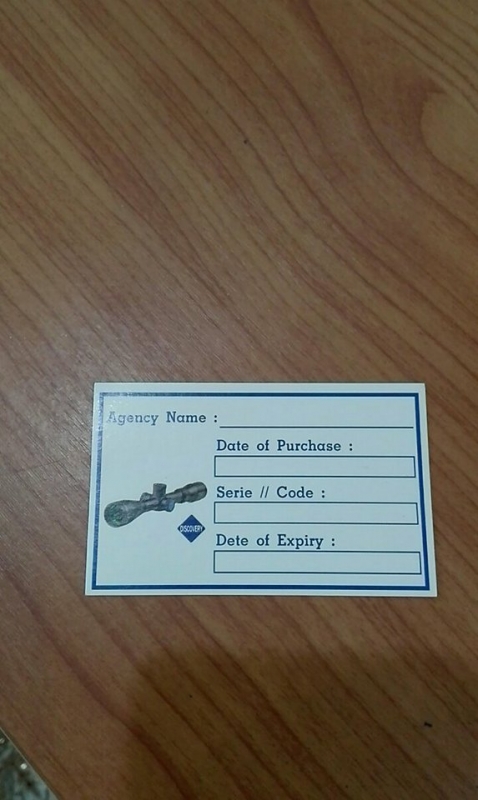 Agency Name :
Date of Purchase :
Serie // Code :
DISCOVERY
Dete of Expiry :